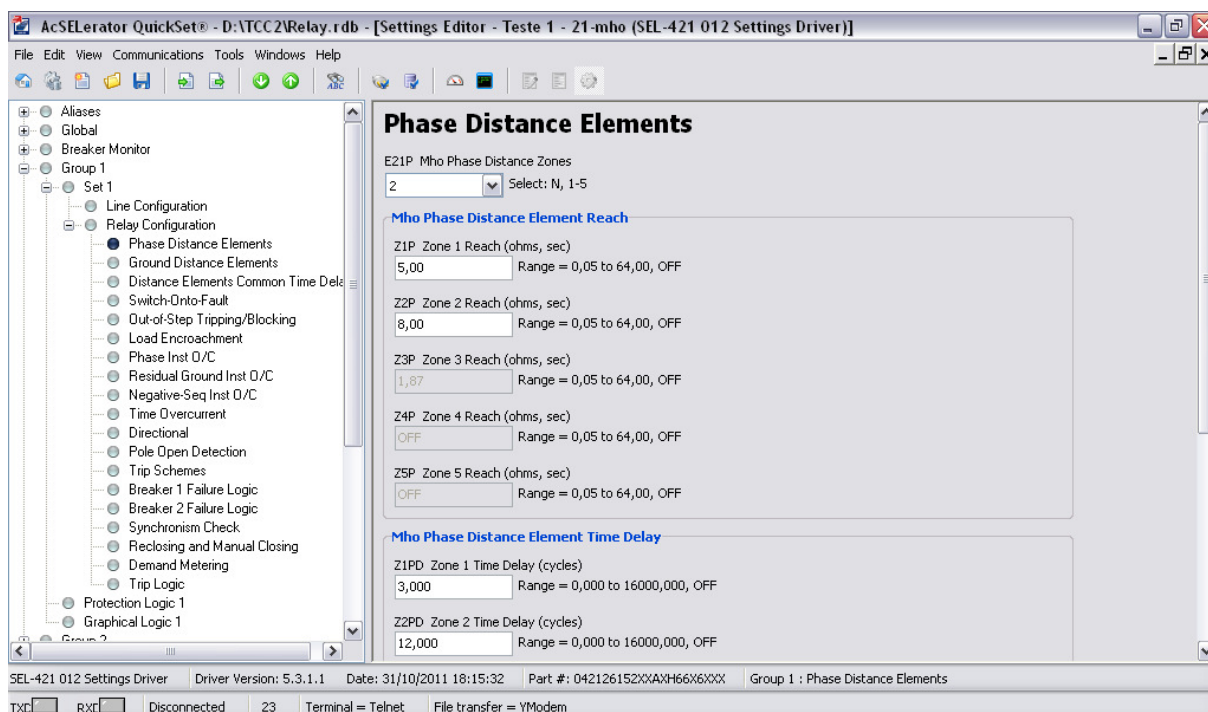 AcSELerator QuickSet® - D:\TCC2\Relay.rdb - [Settings Editor - Teste 1 - 21-mho (SEL-421 012 Settings Driver)]
File Edit View Communications Tools Windows Help
Aliases
Global
Breaker Monitor
Group 1
Set 1
Line Configuration
Relay Configuration
Phase Distance Elements
Ground Distance Elements
Distance Elements Common Time Dela
Switch-Onto-Fault
Out-of-Step Tripping/Blocking
Load Encroachment
Phase Inst O/C
Residual Ground Inst O/C
Negative-Seq Inst O/C
Time Overcurrent
Directional
Pole Open Detection
Trip Schemes
Breaker 1 Failure Logic
Breaker 2 Failure Logic
Synchronism Check
Reclosing and Manual Closing
Demand Metering
Trip Logic
Protection Logic 1
Graphical Logic 1
Group 2
Phase Distance Elements
E21P Mho Phase Distance Zones
2 Select: N, 1-5
Mho Phase Distance Element Reach
Z1P Zone 1 Reach (ohms, sec)
5,00 Range = 0,05 to 64,00, OFF
Z2P Zone 2 Reach (ohms, sec)
8,00 Range = 0,05 to 64,00, OFF
Z3P Zone 3 Reach (ohms, sec)
1,87 Range = 0,05 to 64,00, OFF
Z4P Zone 4 Reach (ohms, sec)
OFF Range = 0,05 to 64,00, OFF
Z5P Zone 5 Reach (ohms, sec)
OFF Range = 0,05 to 64,00, OFF
Mho Phase Distance Element Time Delay
Z1PD Zone 1 Time Delay (cycles)
3,000 Range = 0,000 to 16000,000, OFF
Z2PD Zone 2 Time Delay (cycles)
12,000 Range = 0,000 to 16000,000, OFF
SEL-421 012 Settings Driver Driver Version: 5.3.1.1 Date: 31/10/2011 18:15:32 Part #: 042126152XXAXH66X6XXX Group 1 : Phase Distance Elements
TXD RXD Disconnected 23 Terminal = Telnet File transfer = YModem